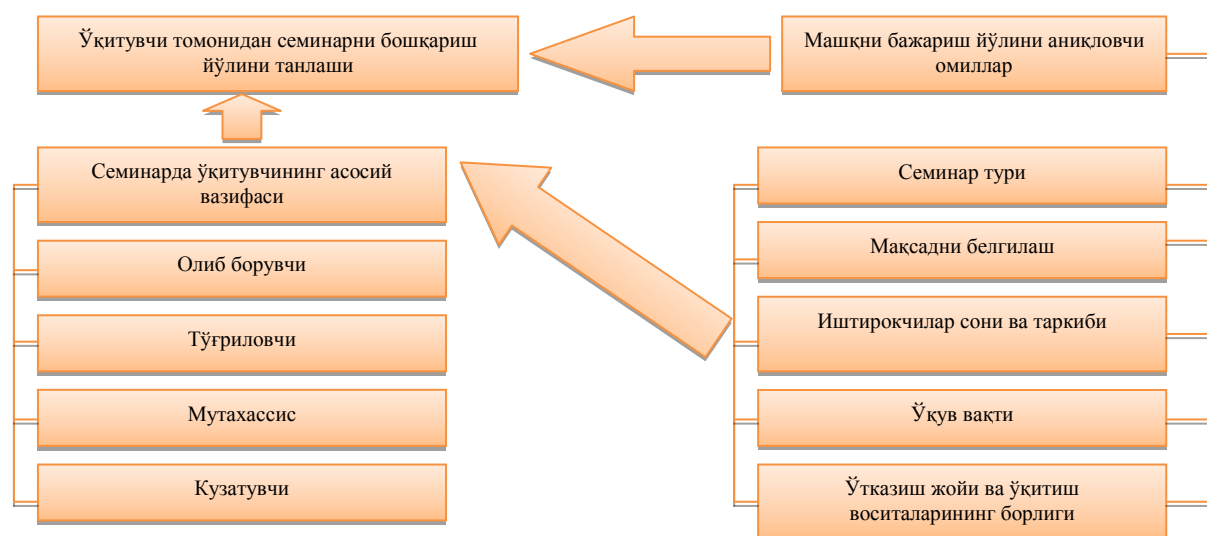 Ўқитувчи томонидан семинарни бошқариш
йўлини танлаши
Машқни бажариш йўлини аниқловчи
омиллар
Семинарда ўқитувчининг асосий
вазифаси
Олиб борувчи
Тўғриловчи
Мутахассис
Кузатувчи
Семинар тури
Мақсадни белгилаш
Иштирокчилар сони ва таркиби
Ўқув вақти
Ўтказиш жойи ва ўқитиш
воситаларининг борлиги